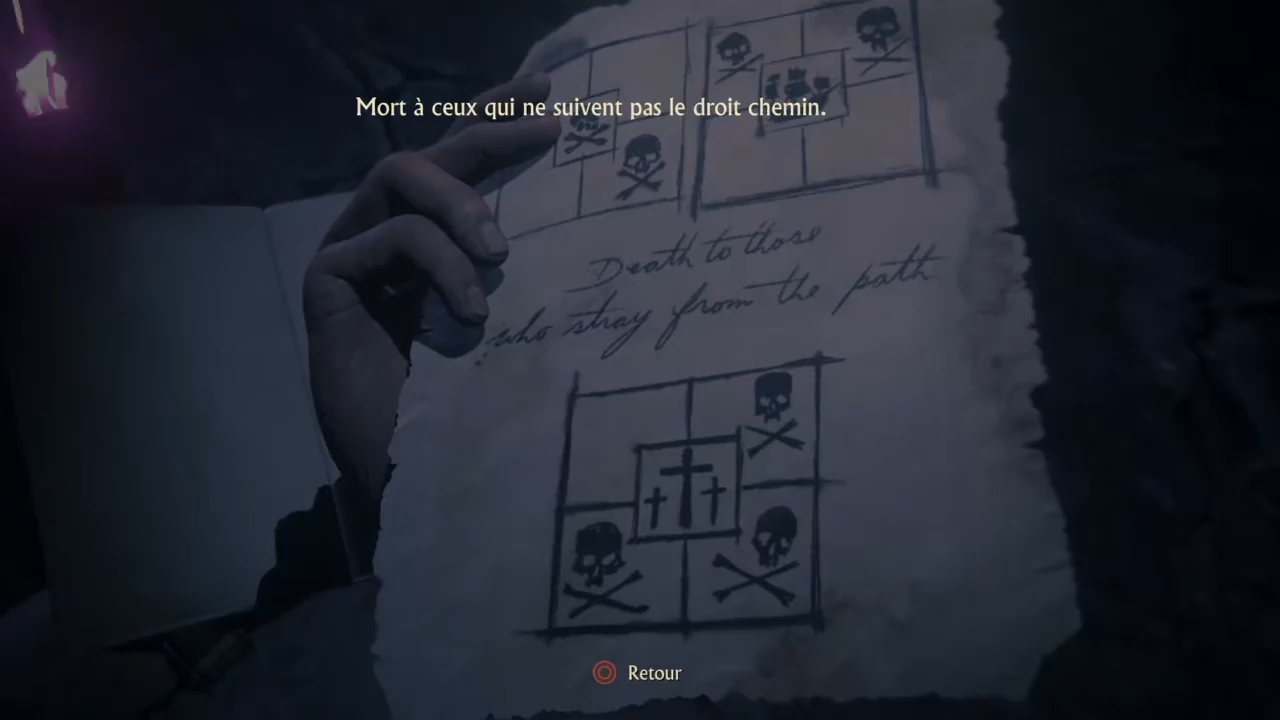 Mort à ceux qui ne suivent pas le droit chemin.
Death to those
who stray from the path
Retour